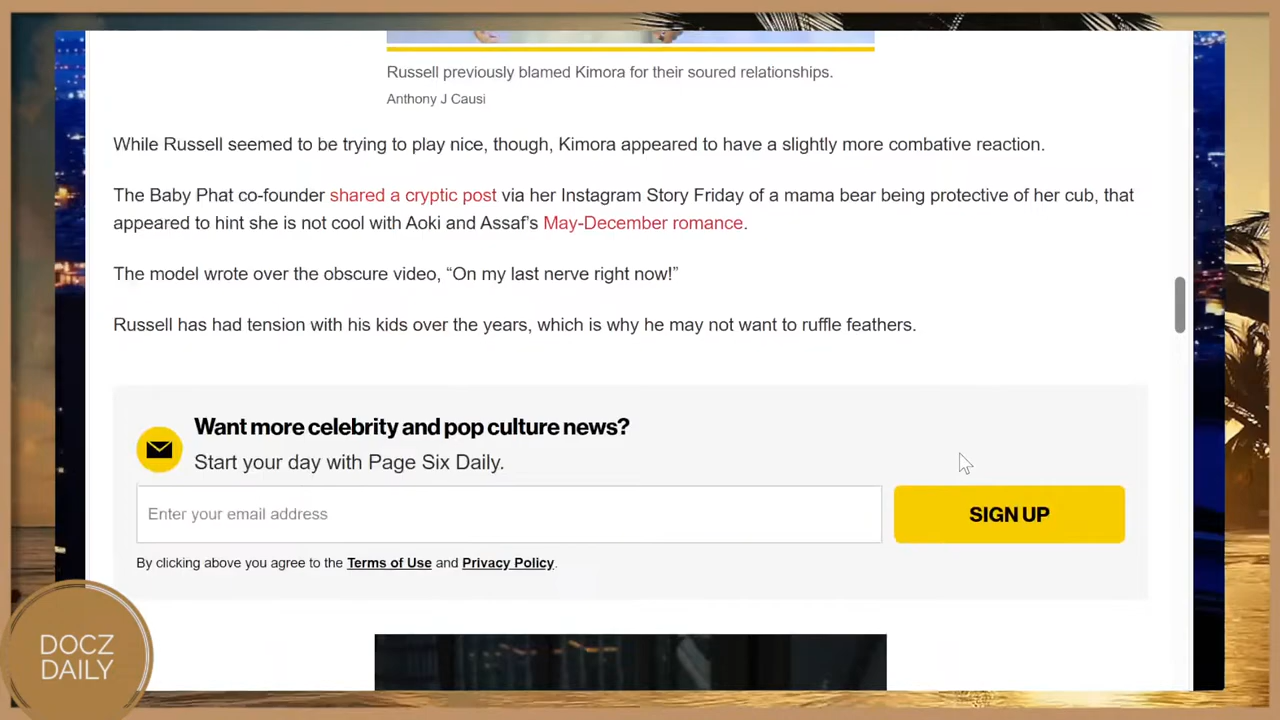 Russell previously blamed Kimora for their soured relationships.
Anthony J Causi
While Russell seemed to be trying to play nice, though, Kimora appeared to have a slightly more combative reaction.
The Baby Phat co-founder shared a cryptic post via her Instagram Story Friday of a mama bear being protective of her cub, that
appeared to hint she is not cool with Aoki and Assaf’s May-December romance.
The model wrote over the obscure video, “On my last nerve right now!”
Russell has had tension with his kids over the years, which is why he may not want to ruffle feathers.
Want more celebrity and pop culture news?
Start your day with Page Six Daily.
Enter your email address
SIGN UP
By clicking above you agree to the Terms of Use and Privacy Policy.
DOCZ
DAILY